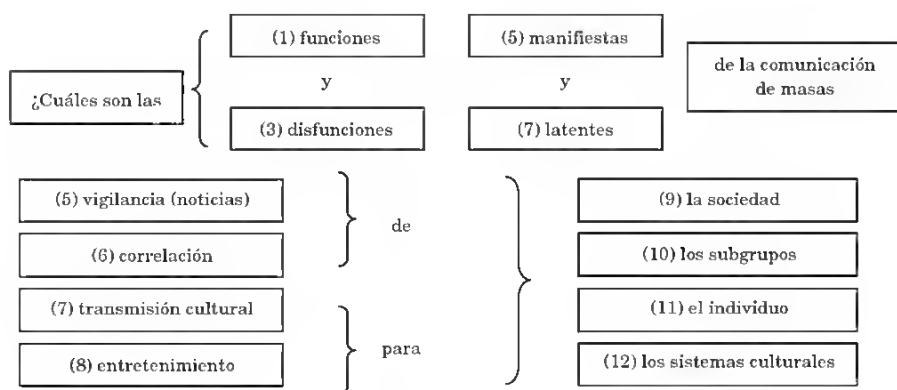 (1) funciones
(5) manifiestas
¿Cuáles son las
y
y
de la comunicación
de masas
(3) disfunciones
(7) latentes
(5) vigilancia (noticias)
(6) correlación
de
(7) transmisión cultural
(8) entretenimiento
para
(9) la sociedad
(10) los subgrupos
(11) el individuo
(12) los sistemas culturales